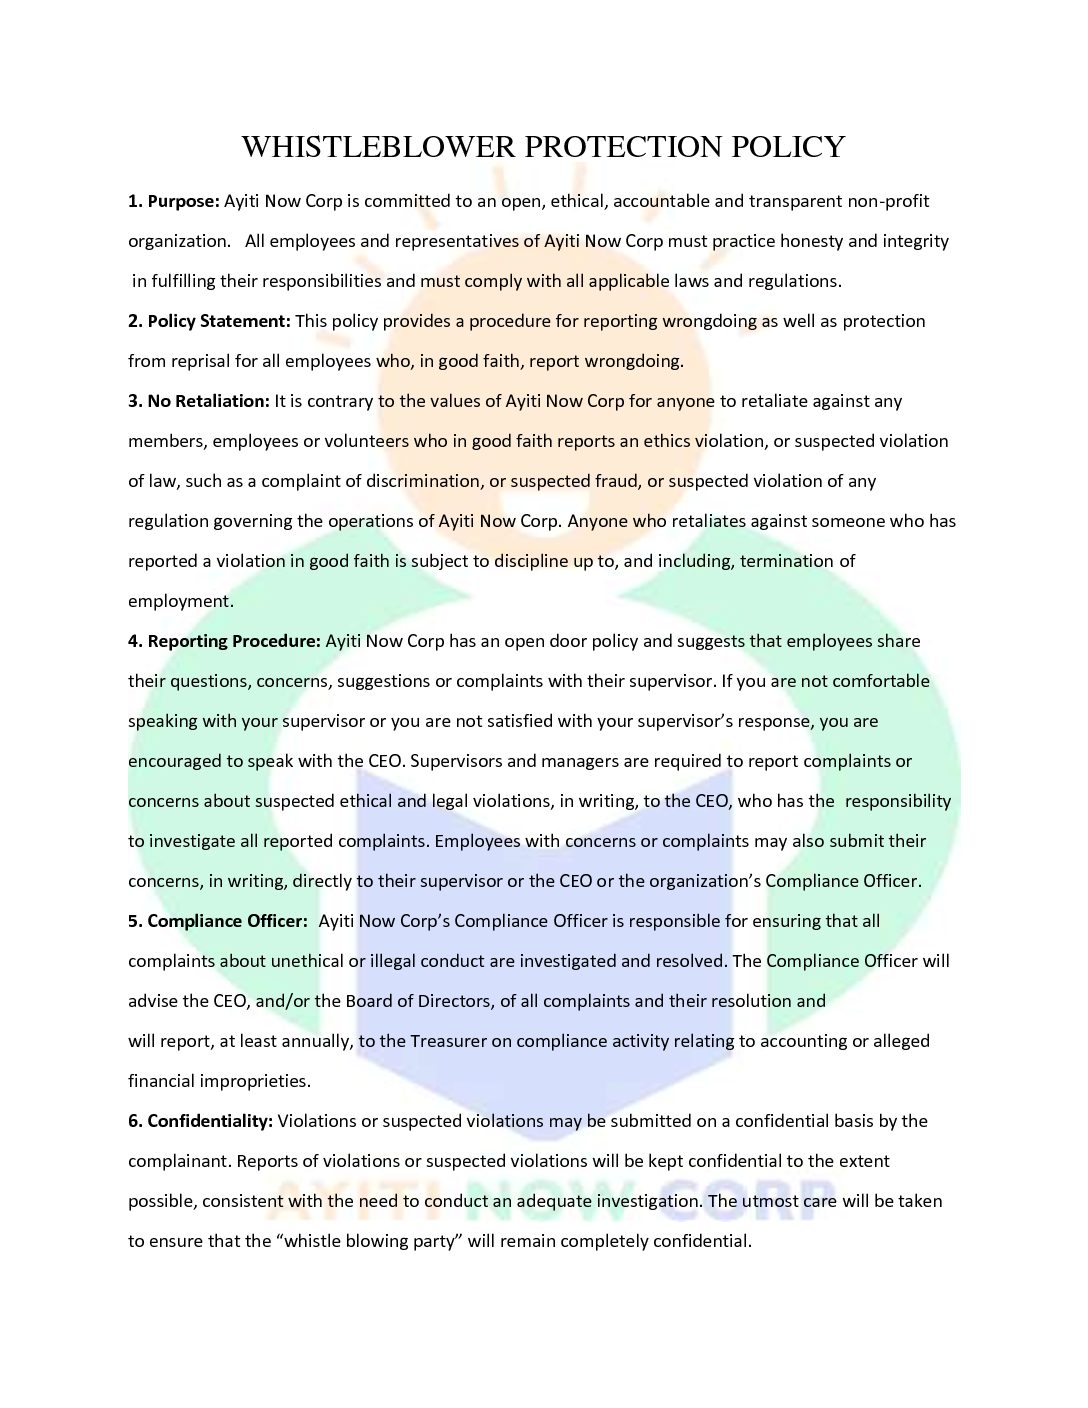 WHISTLEBLOWER PROTECTION POLICY
1. Purpose: Ayiti Now Corp is committed to an open, ethical, accountable and transparent non-profit
organization.   All employees and representatives of Ayiti Now Corp must practice honesty and integrity
in fulfilling their responsibilities and must comply with all applicable laws and regulations.
2. Policy Statement: This policy provides a procedure for reporting wrongdoing as well as protection
from reprisal for all employees who, in good faith, report wrongdoing.
3. No Retaliation: It is contrary to the values of Ayiti Now Corp for anyone to retaliate against any
members, employees or volunteers who in good faith reports an ethics violation, or suspected violation
of law, such as a complaint of discrimination, or suspected fraud, or suspected violation of any
regulation governing the operations of Ayiti Now Corp. Anyone who retaliates against someone who has
reported a violation in good faith is subject to discipline up to, and including, termination of
employment.
4. Reporting Procedure: Ayiti Now Corp has an open door policy and suggests that employees share
their questions, concerns, suggestions or complaints with their supervisor. If you are not comfortable
speaking with your supervisor or you are not satisfied with your supervisor’s response, you are
encouraged to speak with the CEO. Supervisors and managers are required to report complaints or
concerns about suspected ethical and legal violations, in writing, to the CEO, who has the  responsibility
to investigate all reported complaints. Employees with concerns or complaints may also submit their
concerns, in writing, directly to their supervisor or the CEO or the organization’s Compliance Officer.
5. Compliance Officer:  Ayiti Now Corp’s Compliance Officer is responsible for ensuring that all
complaints about unethical or illegal conduct are investigated and resolved. The Compliance Officer will
advise the CEO, and/or the Board of Directors, of all complaints and their resolution and
will report, at least annually, to the Treasurer on compliance activity relating to accounting or alleged
financial improprieties.
6. Confidentiality: Violations or suspected violations may be submitted on a confidential basis by the
complainant. Reports of violations or suspected violations will be kept confidential to the extent
possible, consistent with the need to conduct an adequate investigation. The utmost care will be taken
to ensure that the “whistle blowing party” will remain completely confidential.
AYITI NOW CORP